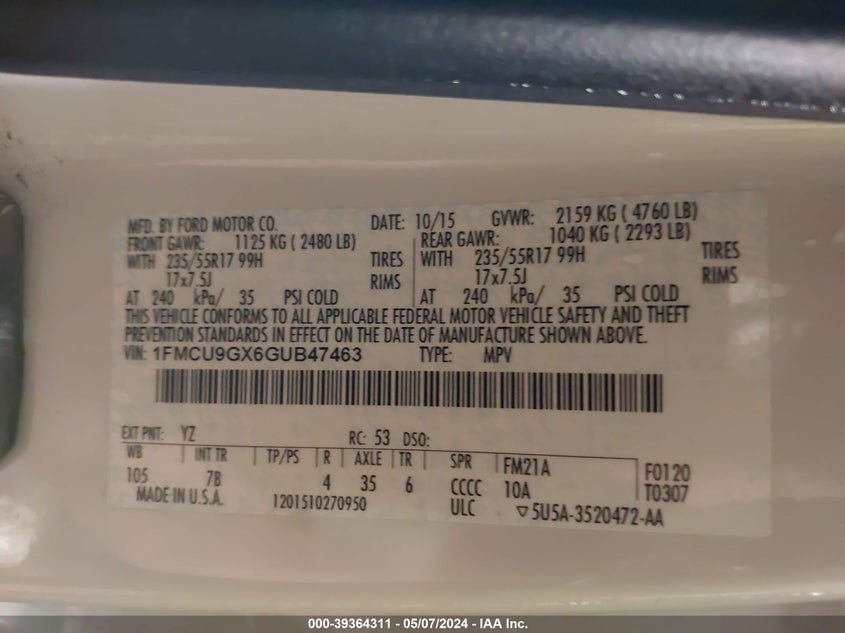 MFD. BY FORD MOTOR CO. DATE: 10/15 GVWR: 2159 KG ( 4760 LB)
FRONT GAWR: 1125 KG ( 2480 LB) REAR GAWR: 1040 KG ( 2293 LB)
WITH 235/55R17 99H TIRES WITH 235/55R17 99H TIRES
17x7.5J RIMS 17x7.5J RIMS
AT 240 kPa/ 35 PSI COLD AT 240 kPa/ 35 PSI COLD
THIS VEHICLE CONFORMS TO ALL APPLICABLE FEDERAL MOTOR VEHICLE SAFETY AND THEFT
PREVENTION STANDARDS IN EFFECT ON THE DATE OF MANUFACTURE SHOWN ABOVE.
VIN: 1FMCU9GX6GUB47463 TYPE: MPV
EXT PNT: YZ RC: 53 DSO:
WB INT TR TP/PS R AXLE TR SPR FM21A F0120
105 7B 4 35 6 CCCC 10A T0307
MADE IN U.S.A. 1201510270950 ULC ▽5U5A-3520472-AA
000-39364311 - 05/07/2024 - IAA Inc.